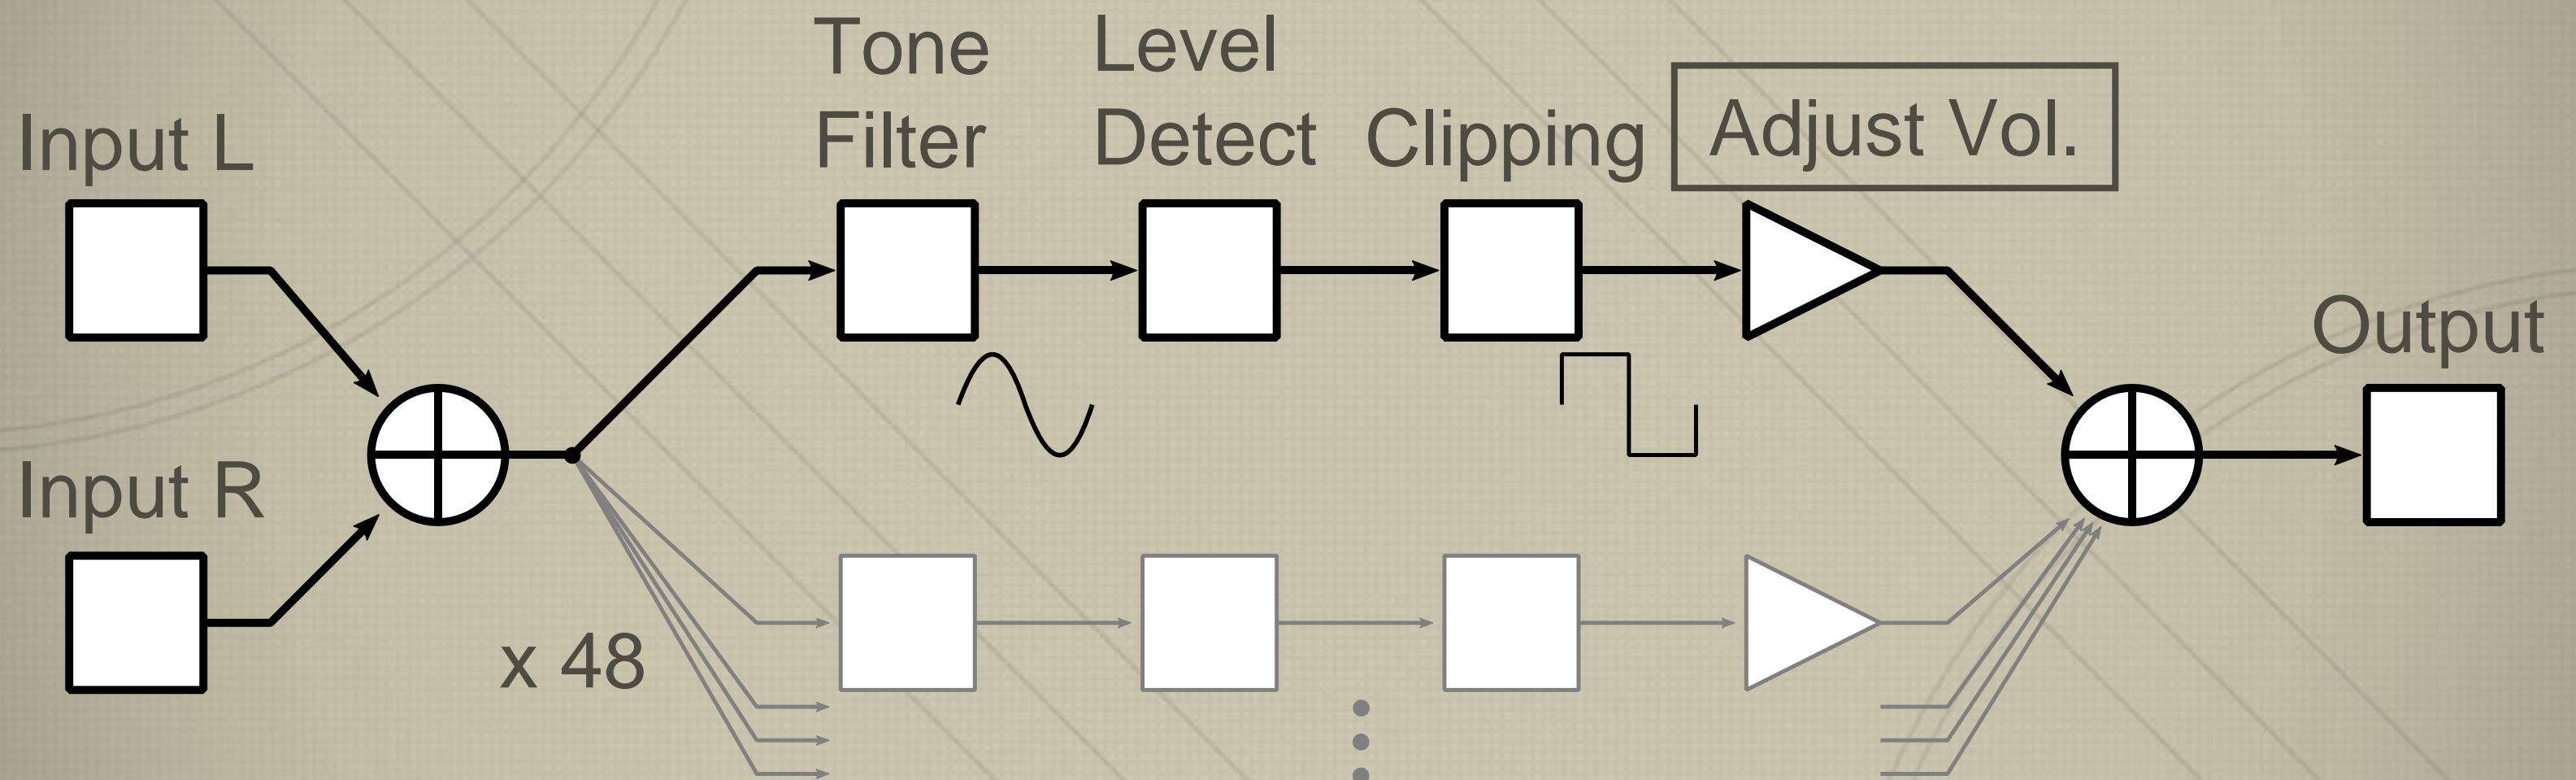 Input L
Input R
x 48
Tone
Filter
Level
Detect
Clipping
Adjust Vol.
Output